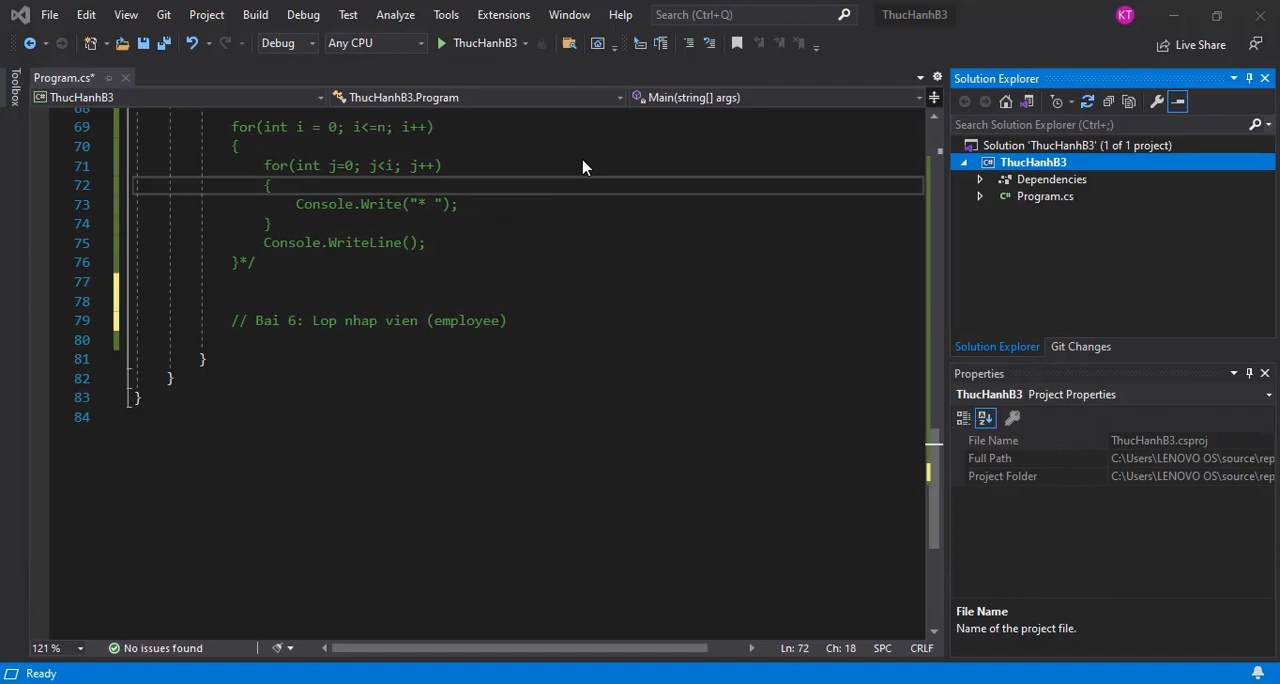 File Edit View Git Project Build Debug Test Analyze Tools Extensions Window Help Search (Ctrl+Q) ThucHanhB3 KT
Debug Any CPU ThucHanhB3 Live Share
Toolbox
Program.cs*
ThucHanhB3 ThucHanhB3.Program Main(string[] args)
69 for(int i = 0; i<=n; i++)
70 {
71 for(int j=0; j<i; j++)
72 {
73 Console.Write("* ");
74 }
75 Console.WriteLine();
76 }*/
77
78
79 // Bai 6: Lop nhap vien (employee)
80
81 }
82 }
83 }
84
121 % No issues found Ln: 72 Ch: 18 SPC CRLF
Solution Explorer
Search Solution Explorer (Ctrl+;)
Solution 'ThucHanhB3' (1 of 1 project)
ThucHanhB3
Dependencies
Program.cs
Solution Explorer Git Changes
Properties
ThucHanhB3 Project Properties
File Name ThucHanhB3.csproj
Full Path C:\Users\LENOVO OS\source\rep
Project Folder C:\Users\LENOVO OS\source\rep
File Name
Name of the project file.
Ready